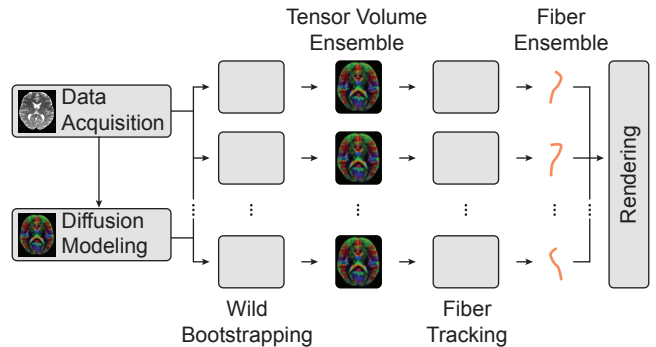 Tensor Volume
Ensemble
Fiber
Ensemble
Data
Acquisition
Diffusion
Modeling
Wild
Bootstrapping
Fiber
Tracking
Rendering